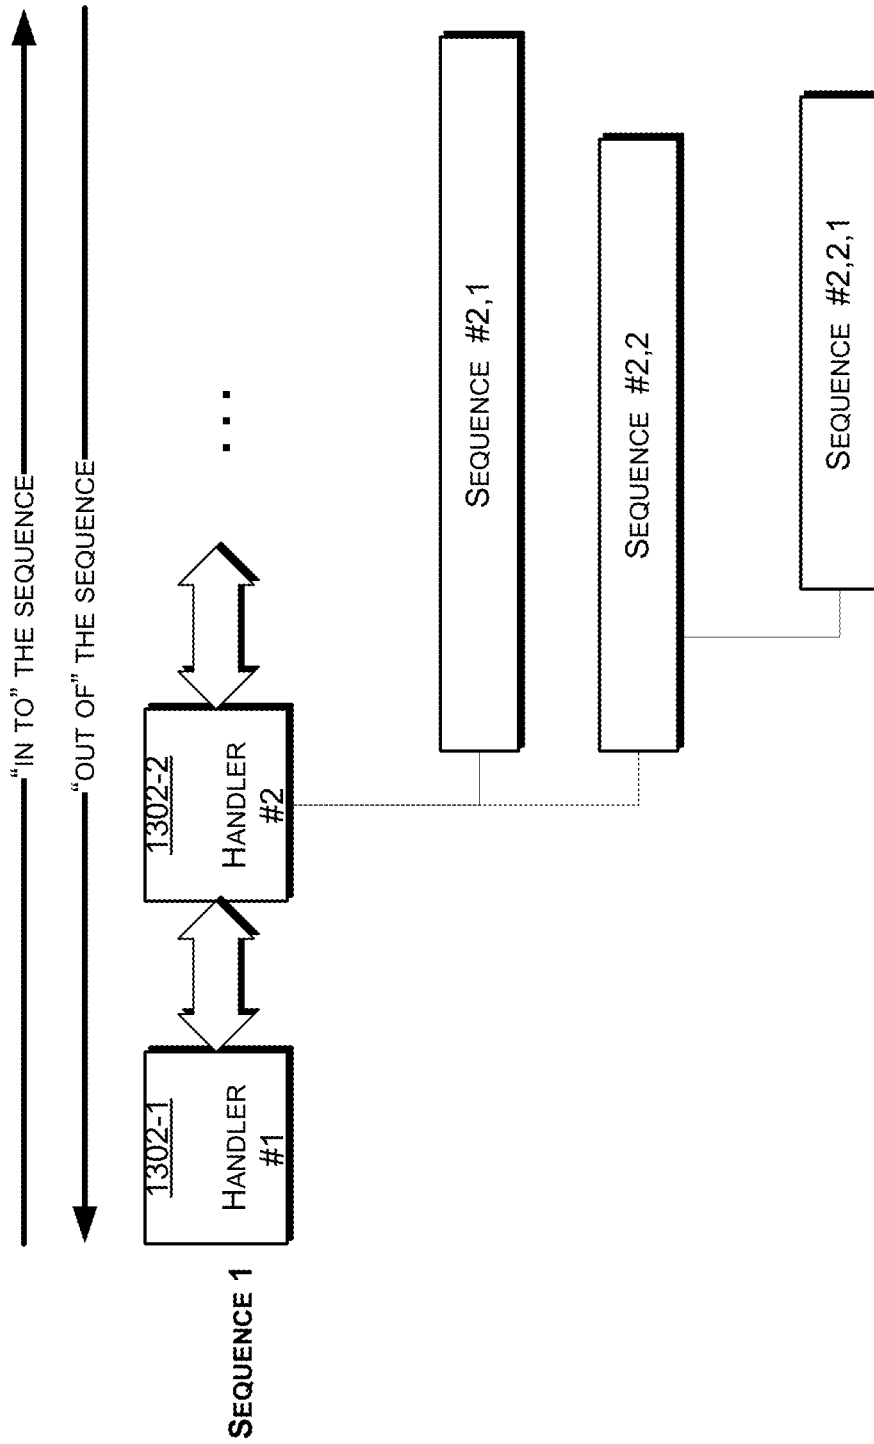 “IN TO” THE SEQUENCE
“OUT OF” THE SEQUENCE
SEQUENCE 1
1302-1
HANDLER
#1
1302-2
HANDLER
#2
...
SEQUENCE #2,1
SEQUENCE #2,2
SEQUENCE #2,2,1